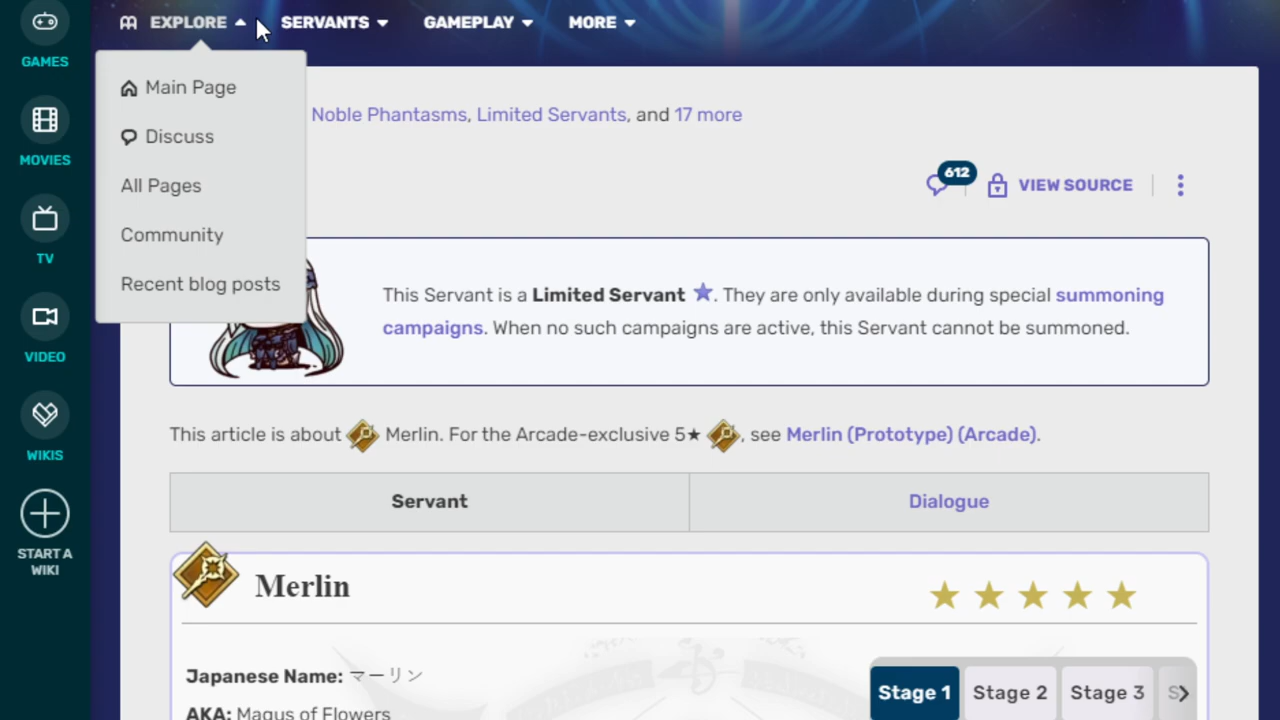 GAMES
MOVIES
TV
VIDEO
WIKIS
START A
WIKI
EXPLORE SERVANTS GAMEPLAY MORE
Main Page
Discuss
All Pages
Community
Recent blog posts
Noble Phantasms, Limited Servants, and 17 more
612
VIEW SOURCE
This Servant is a Limited Servant ★. They are only available during special summoning
campaigns. When no such campaigns are active, this Servant cannot be summoned.
This article is about Merlin. For the Arcade-exclusive 5★ , see Merlin (Prototype) (Arcade).
Servant Dialogue
Merlin
Japanese Name: マーリン
AKA: Magus of Flowers
Stage 1 Stage 2 Stage 3